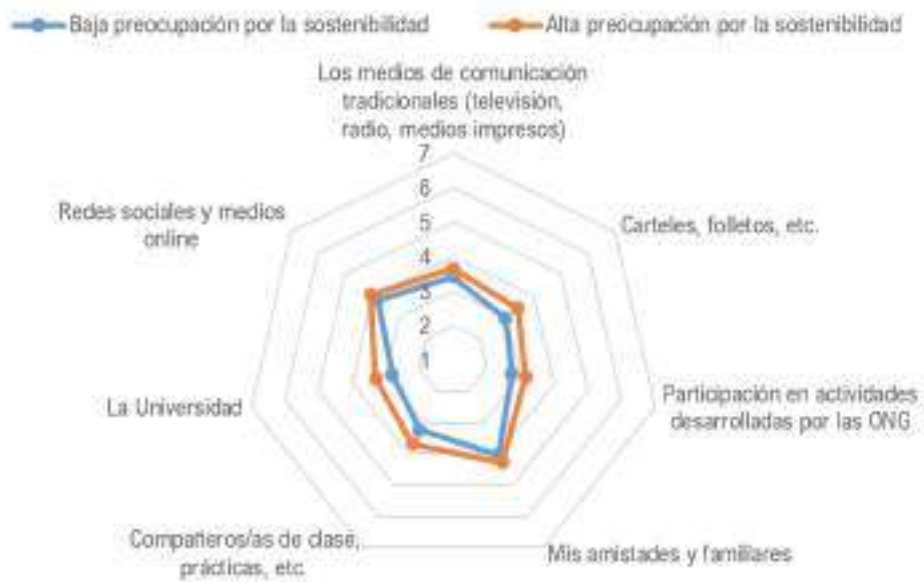 Baja preocupación por la sostenibilidad
Alta preocupación por la sostenibilidad
Los medios de comunicación
tradicionales (televisión,
radio, medios impresos)
7
6
5
4
3
2
1
Carteles, folletos, etc.
Participación en actividades
desarrolladas por las ONG
Mis amistades y familiares
Compañeros/as de clase,
prácticas, etc
La Universidad
Redes sociales y medios
online